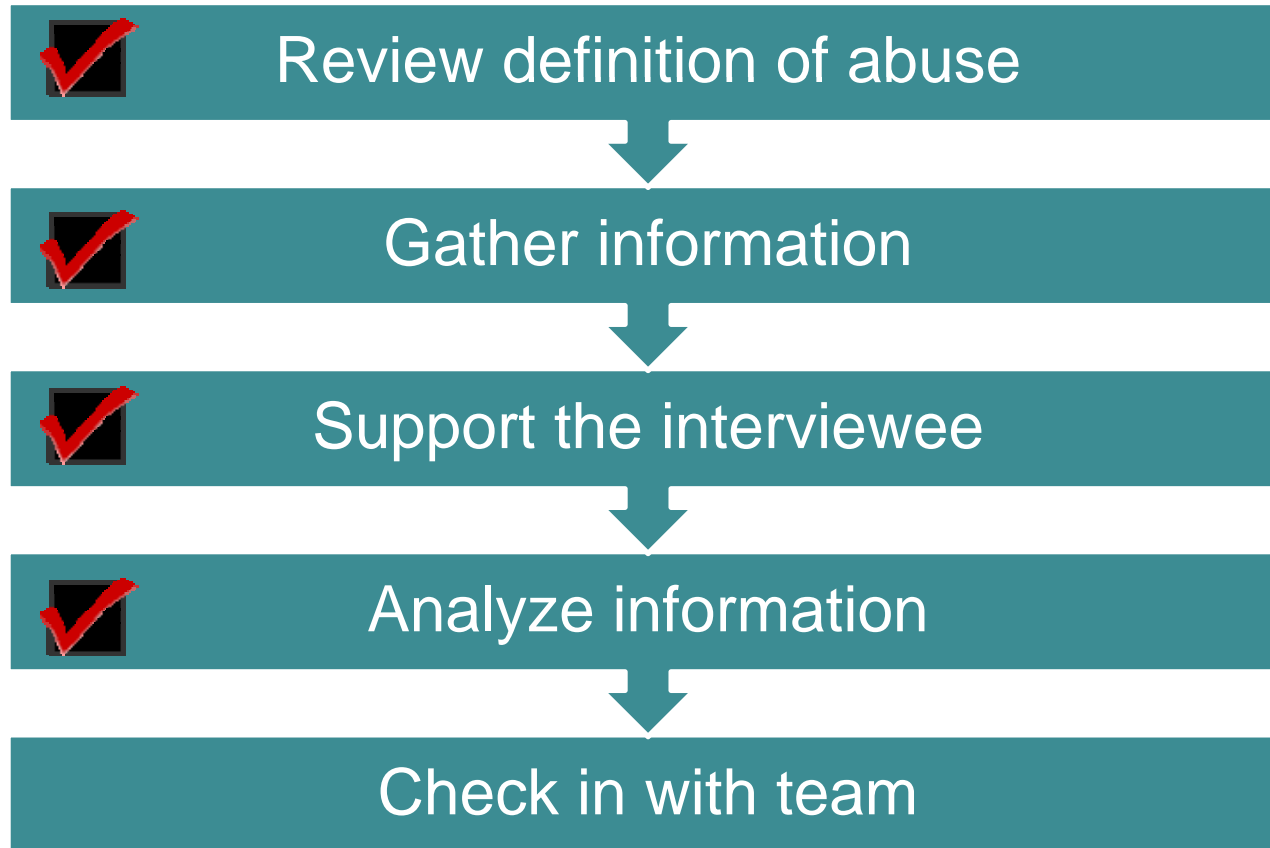 Review definition of abuse
Gather information
Support the interviewee
Analyze information
Check in with team